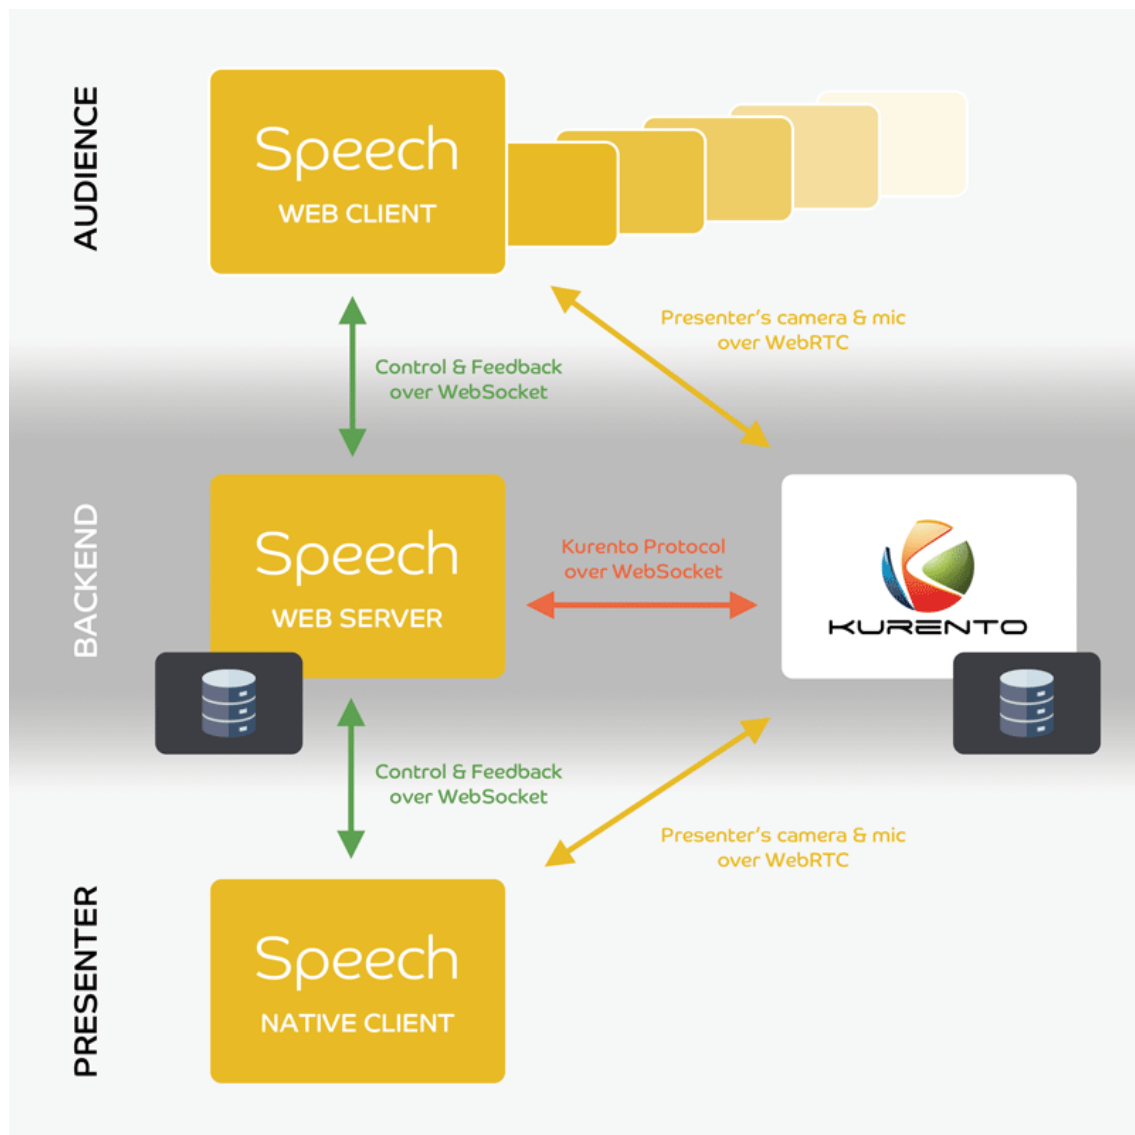 AUDIENCE
Speech
WEB CLIENT
Presenter's camera & mic
over WebRTC
Control & Feedback
over WebSocket
BACKEND
Speech
WEB SERVER
Kurento Protocol
over WebSocket
KURENTO
Control & Feedback
over WebSocket
Presenter's camera & mic
over WebRTC
PRESENTER
Speech
NATIVE CLIENT